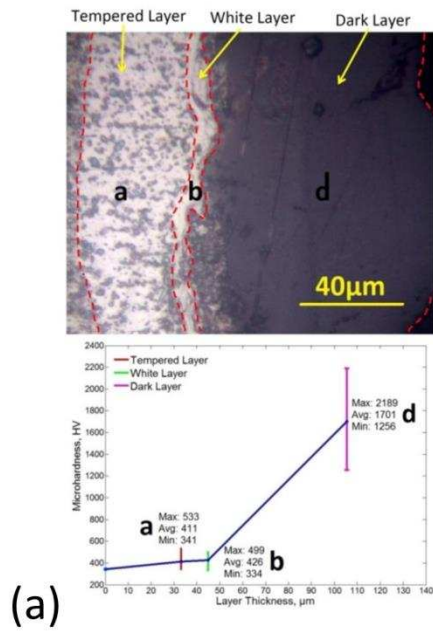 Tempered Layer White Layer Dark Layer
a b d
40µm
2400
2200
2000
1800
1600
1400
1200
1000
800
600
400
200
Microhardness, HV
Tempered Layer
White Layer
Dark Layer
Max: 2189
Avg: 1701
Min: 1256
d
a
Max: 533
Avg: 411
Min: 341
Max: 499
Avg: 426
Min: 334
b
0 10 20 30 40 50 60 70 80 90 100 110 120 130 140
Layer Thickness, µm
(a)